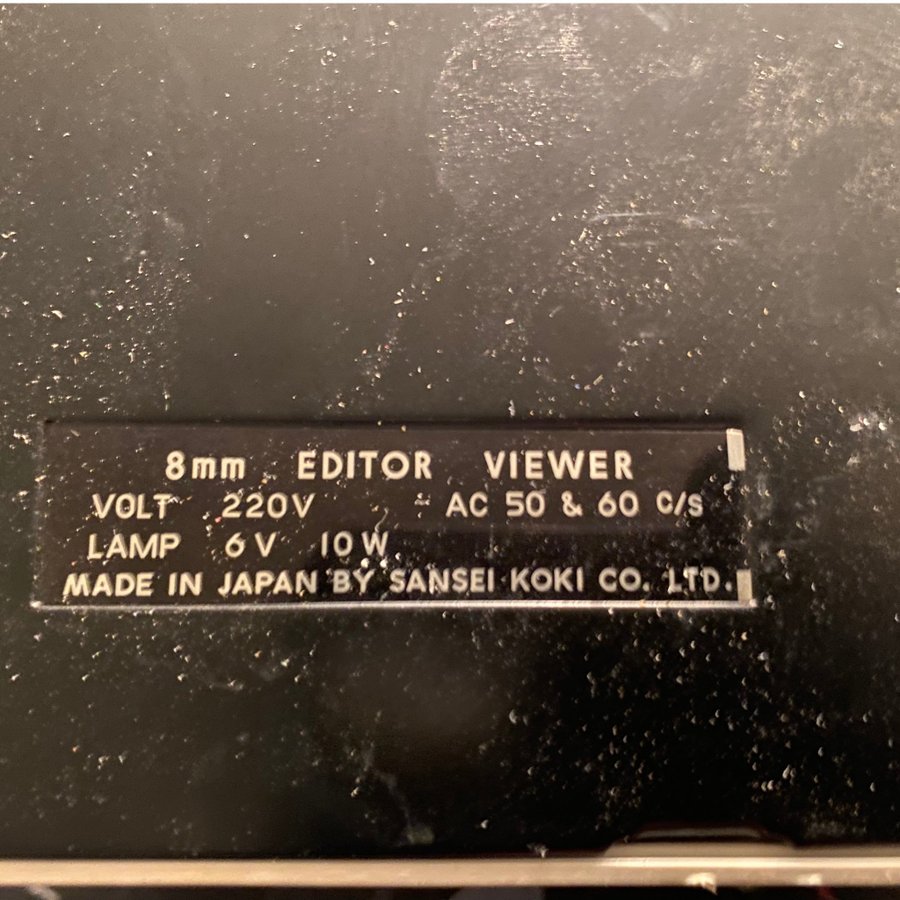 8mm EDITOR VIEWER
VOLT 220V AC 50 & 60 C/S
LAMP 6V 10W
MADE IN JAPAN BY SANSEI KOKI CO. LTD.